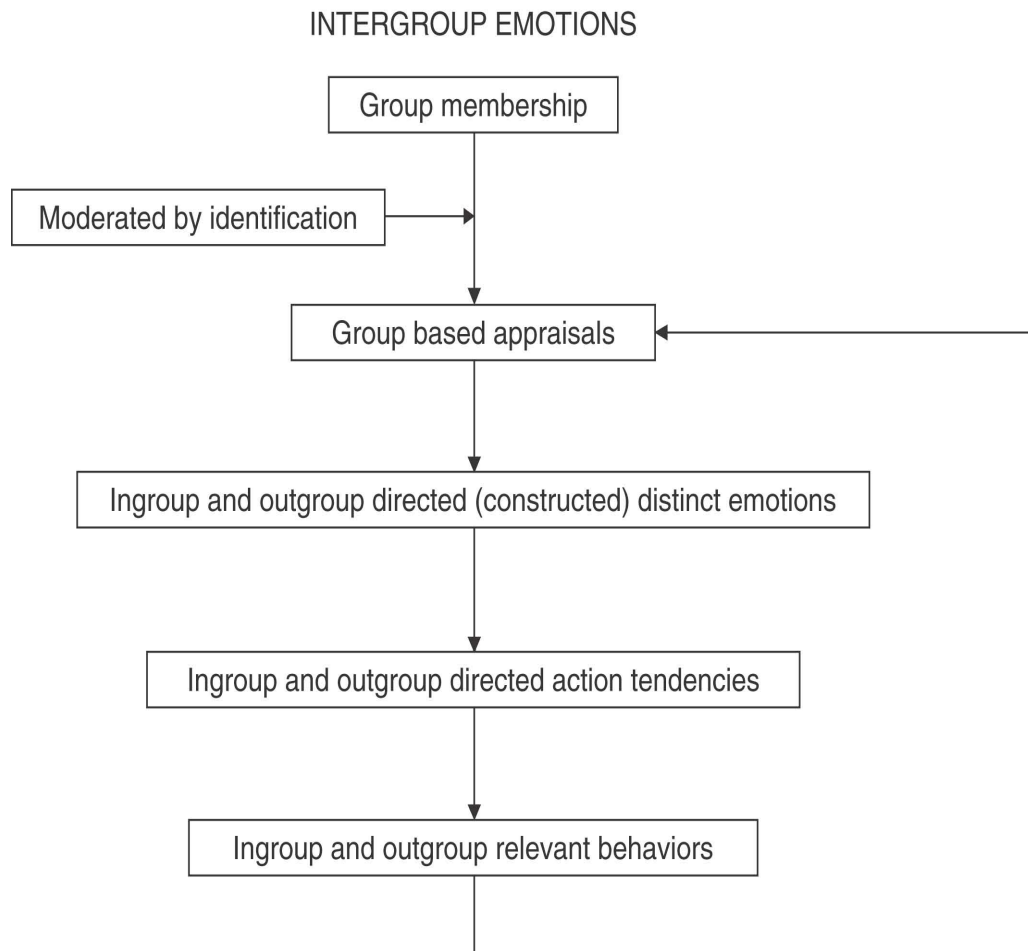 INTERGROUP EMOTIONS
Group membership
Moderated by identification
Group based appraisals
Ingroup and outgroup directed (constructed) distinct emotions
Ingroup and outgroup directed action tendencies
Ingroup and outgroup relevant behaviors